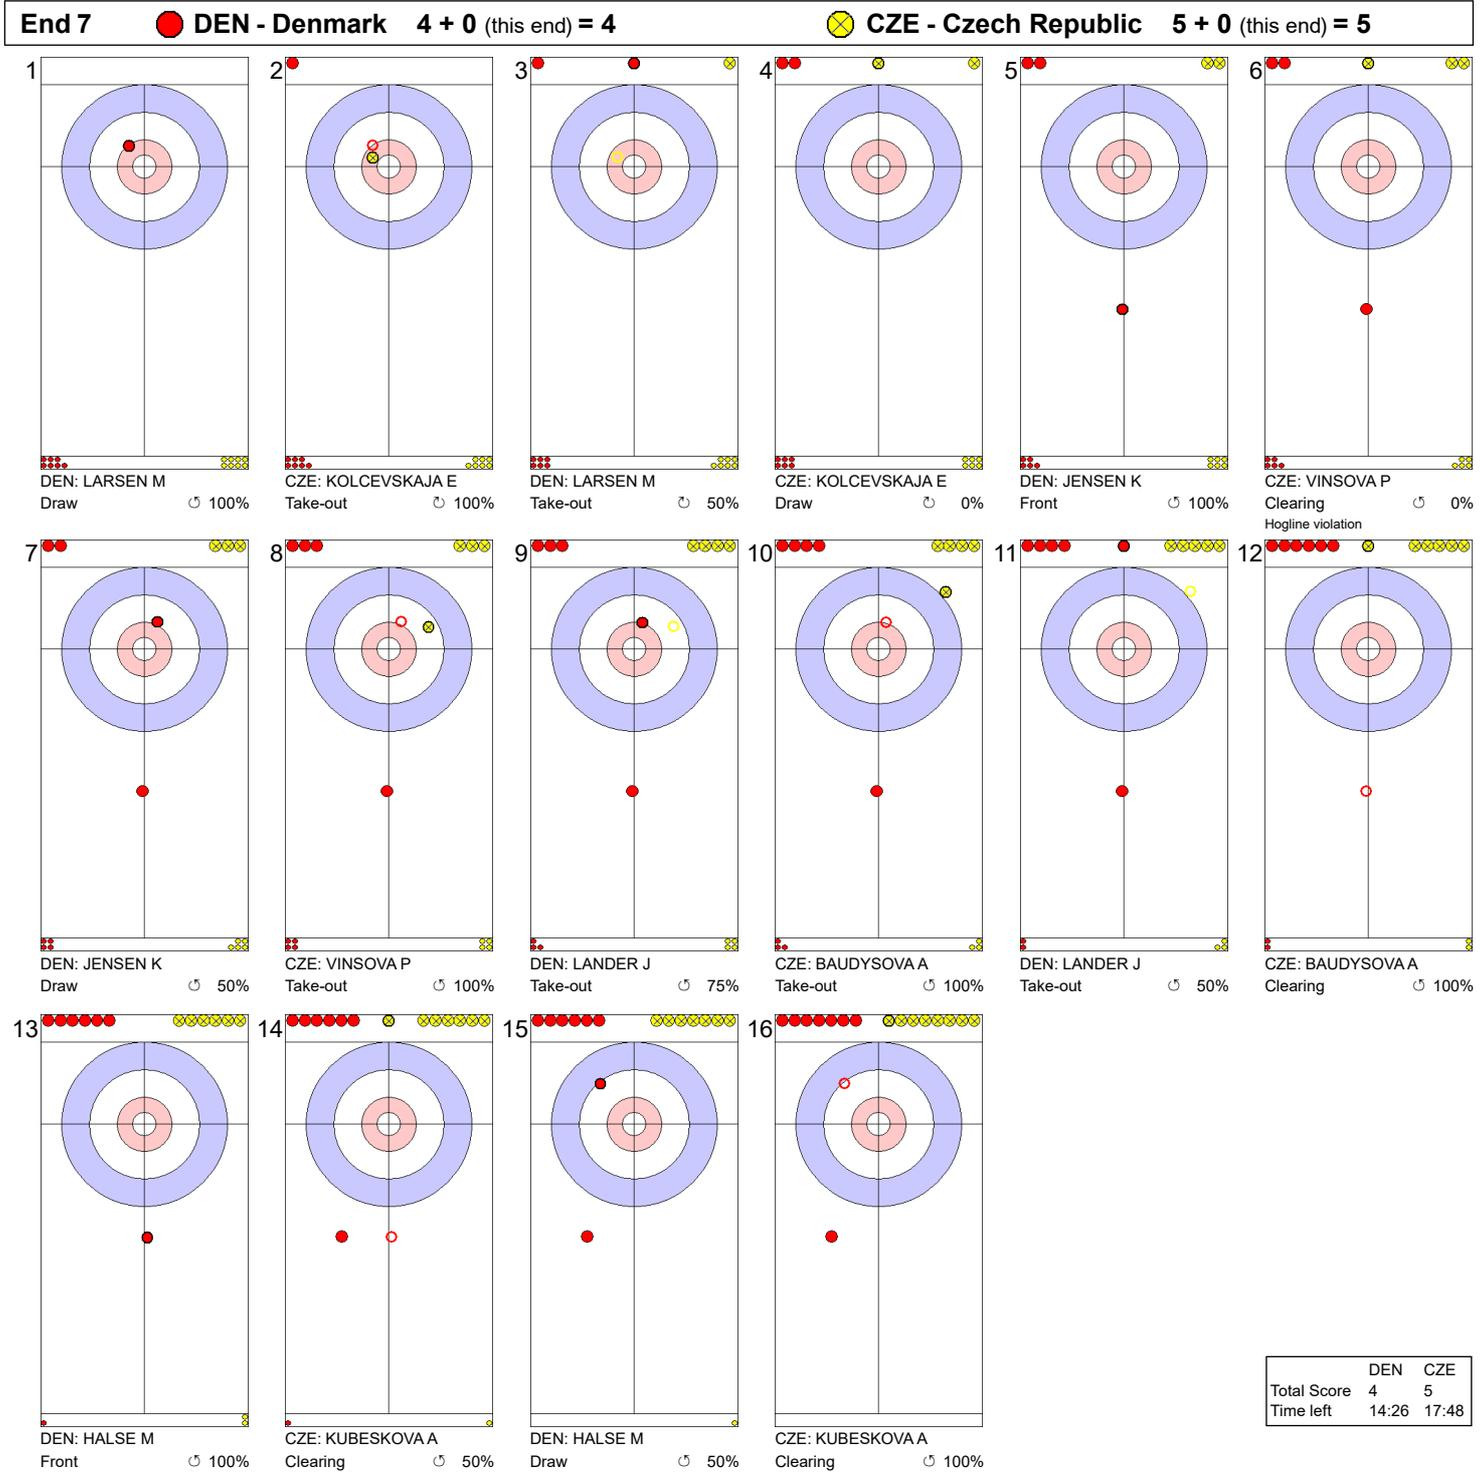 End 7 DEN - Denmark 4 + 0 (this end) = 4 CZE - Czech Republic 5 + 0 (this end) = 5
1 2 3 4 5 6
DEN: LARSEN M CZE: KOLCEVSKAJA E DEN: LARSEN M CZE: KOLCEVSKAJA E DEN: JENSEN K CZE: VINSOVA P
Draw ↺ 100% Take-out ↻ 100% Take-out ↻ 50% Draw ↻ 0% Front ↺ 100% Clearing ↺ 0%
Hogline violation
7 8 9 10 11 12
DEN: JENSEN K CZE: VINSOVA P DEN: LANDER J CZE: BAUDYSOVA A DEN: LANDER J CZE: BAUDYSOVA A
Draw ↺ 50% Take-out ↺ 100% Take-out ↺ 75% Take-out ↺ 100% Take-out ↺ 50% Clearing ↺ 100%
13 14 15 16
DEN CZE
Total Score 4 5
Time left 14:26 17:48
DEN: HALSE M CZE: KUBESKOVA A DEN: HALSE M CZE: KUBESKOVA A
Front ↺ 100% Clearing ↺ 50% Draw ↺ 50% Clearing ↺ 100%